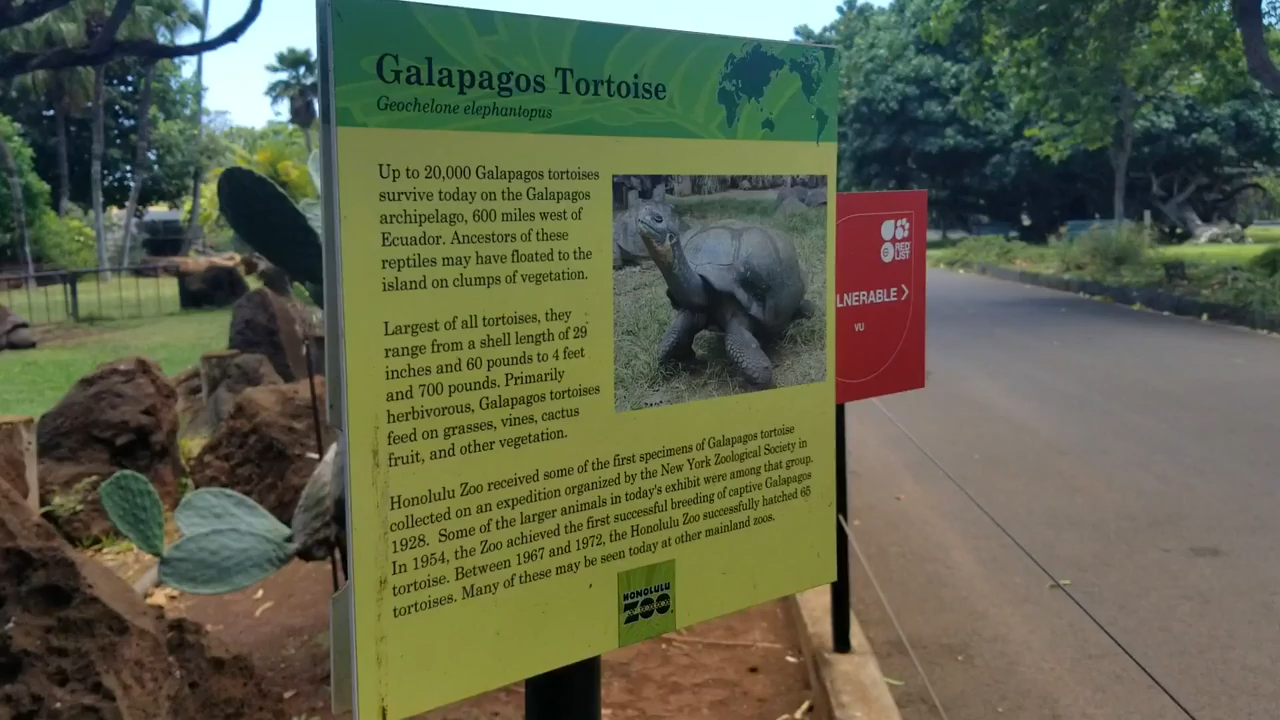 Galapagos Tortoise
Geochelone elephantopus
Up to 20,000 Galapagos tortoises
survive today on the Galapagos
archipelago, 600 miles west of
Ecuador. Ancestors of these
reptiles may have floated to the
island on clumps of vegetation.
Largest of all tortoises, they
range from a shell length of 29
inches and 60 pounds to 4 feet
and 700 pounds. Primarily
herbivorous, Galapagos tortoises
feed on grasses, vines, cactus
fruit, and other vegetation.
Honolulu Zoo received some of the first specimens of Galapagos tortoise
collected on an expedition organized by the New York Zoological Society in
1928. Some of the larger animals in today's exhibit were among that group.
In 1954, the Zoo achieved the first successful breeding of captive Galapagos
tortoise. Between 1967 and 1972, the Honolulu Zoo successfully hatched 65
tortoises. Many of these may be seen today at other mainland zoos.
HONOLULU
ZOO
RED
LIST
LNERABLE
VU